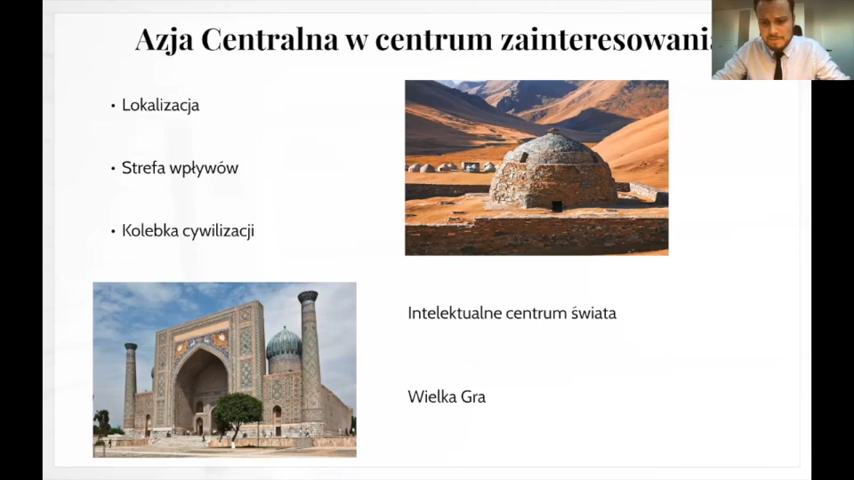 Azja Centralna w centrum zainteresowania
• Lokalizacja
• Strefa wpływów
• Kolebka cywilizacji
Intelektualne centrum świata
Wielka Gra